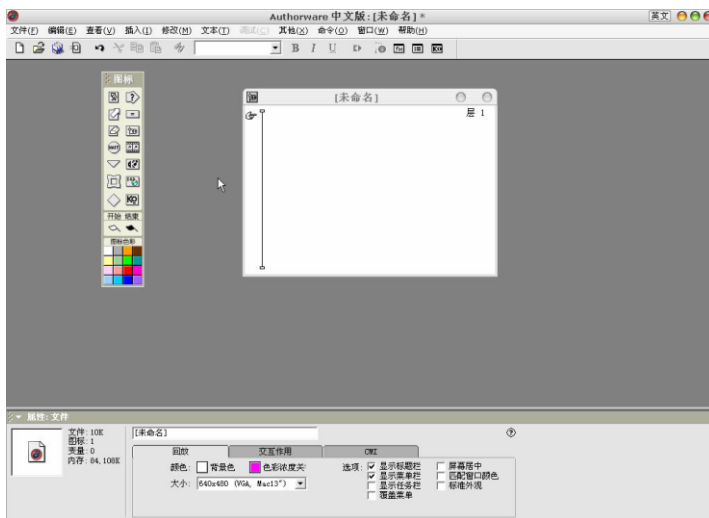 Authorware 中文版:[未命名]*
英文
文件(F) 编辑(E) 查看(V) 插入(I) 修改(M) 文本(T) 调试(C) 其他(X) 命令(O) 窗口(W) 帮助(H)
B I U
图标
[未命名]
层 1
开始 结束
图标色彩
属性: 文件
文件: 10K
图标: 1
变量: 0
内存: 84,108K
[未命名]
回放 交互作用 CMI
颜色: 背景色 色彩浓度关
大小: 640x480 (VGA, Mac13")
选项: 显示标题栏 屏幕居中
显示菜单栏 匹配窗口颜色
显示任务栏 标准外观
覆盖菜单